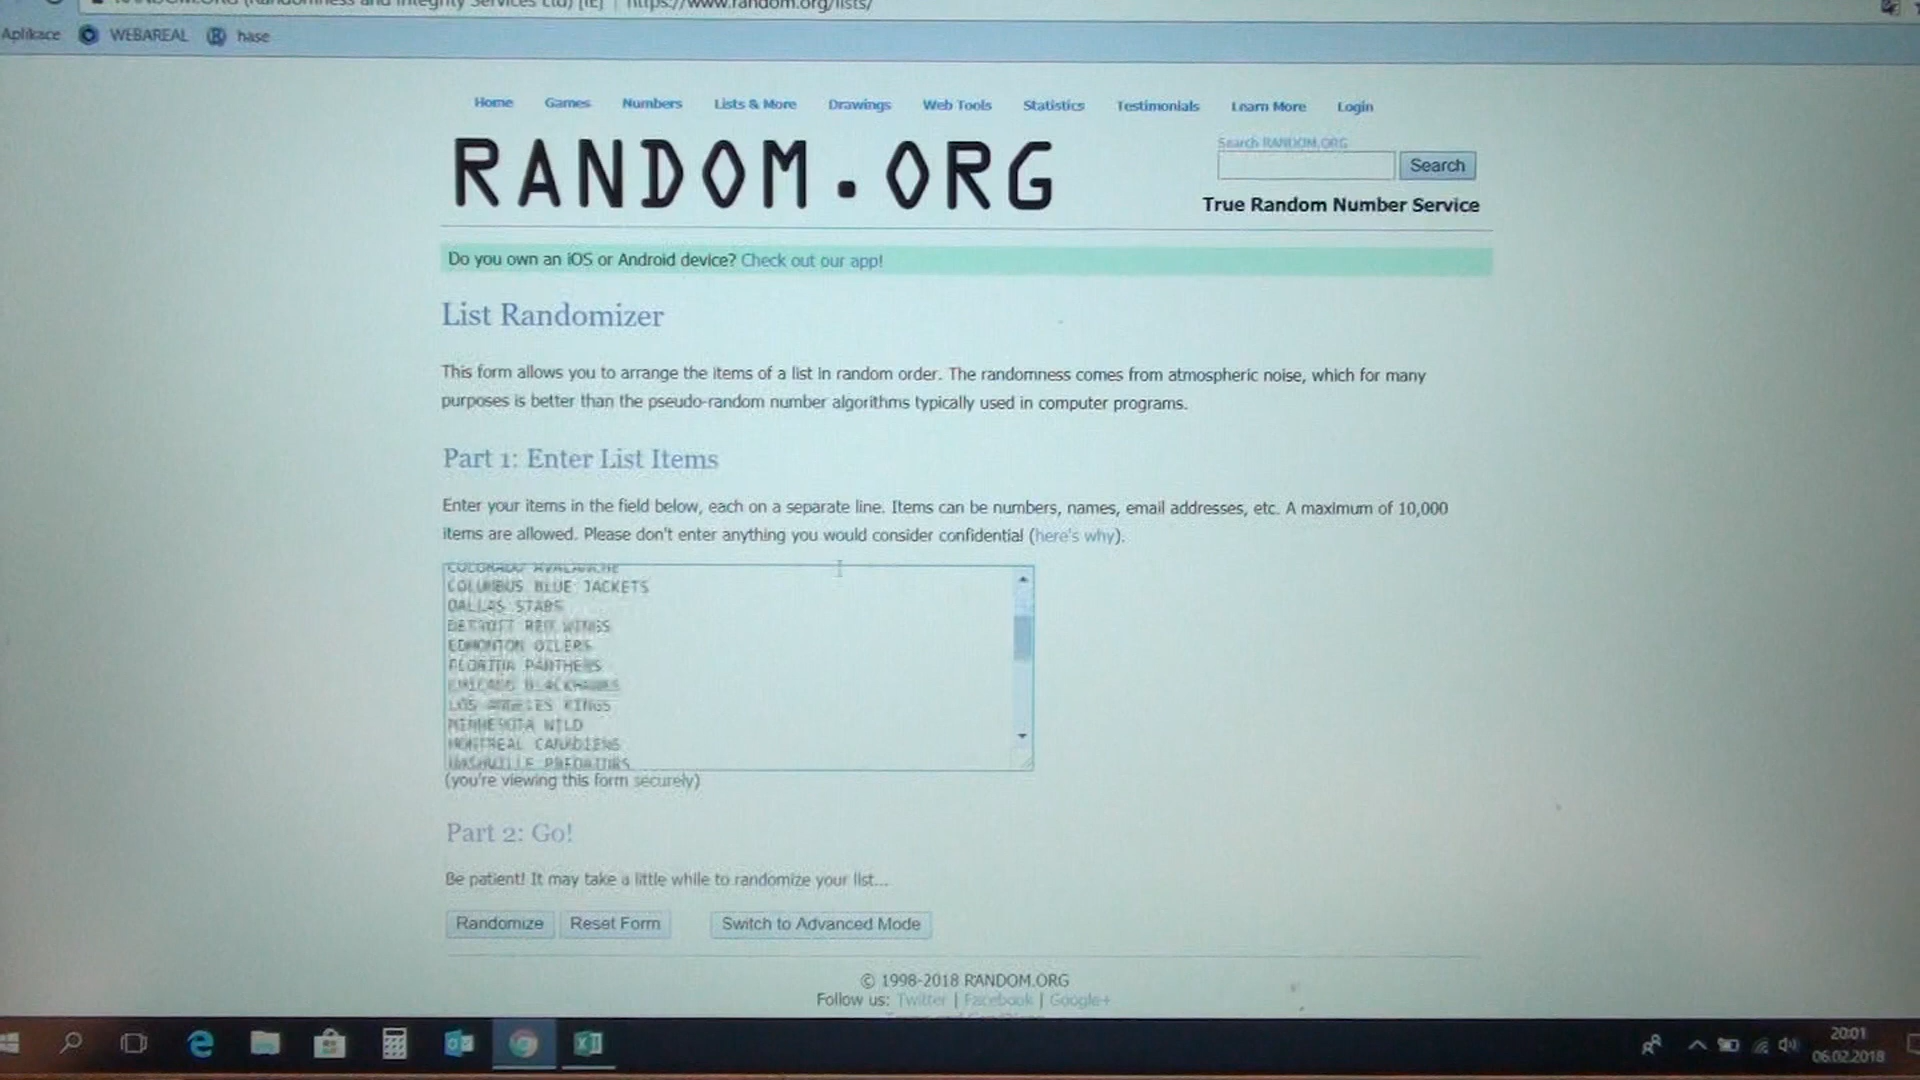 https://www.random.org/lists/
Aplikace WEBAREAL hase
Home Games Numbers Lists & More Drawings Web Tools Statistics Testimonials Learn More Login
RANDOM.ORG
Search RANDOM.ORG
Search
True Random Number Service
Do you own an iOS or Android device? Check out our app!
List Randomizer
This form allows you to arrange the items of a list in random order. The randomness comes from atmospheric noise, which for many
purposes is better than the pseudo-random number algorithms typically used in computer programs.
Part 1: Enter List Items
Enter your items in the field below, each on a separate line. Items can be numbers, names, email addresses, etc. A maximum of 10,000
items are allowed. Please don't enter anything you would consider confidential (here's why).
COLORADO AVALANCHE
COLUMBUS BLUE JACKETS
DALLAS STARS
DETROIT RED WINGS
EDMONTON OILERS
FLORIDA PANTHERS
CHICAGO BLACKHAWKS
LOS ANGELES KINGS
MINNESOTA WILD
MONTREAL CANADIENS
NASHVILLE PREDATORS
(you're viewing this form securely)
Part 2: Go!
Be patient! It may take a little while to randomize your list...
Randomize Reset Form Switch to Advanced Mode
© 1998-2018 RANDOM.ORG
Follow us: Twitter | Facebook | Google+
20:01
06.02.2018